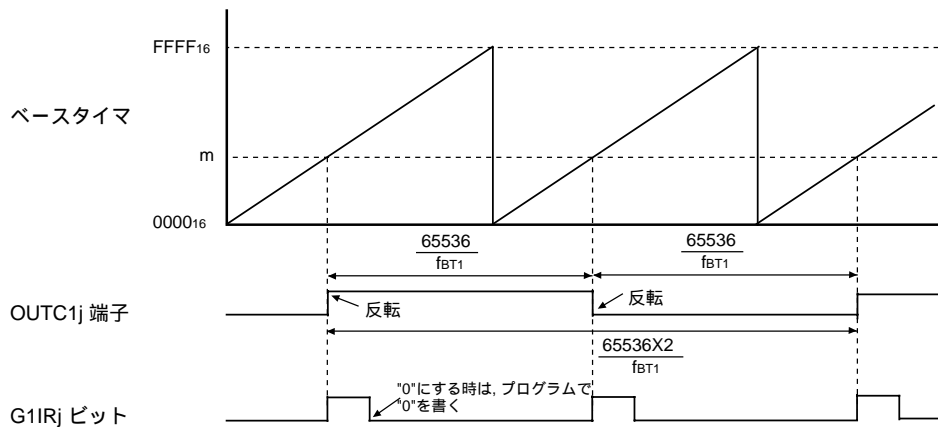 FFFF16
ベースタイマ
m
000016
65536
fBT1
65536
fBT1
OUTC1j 端子
反転
反転
65536X2
fBT1
G1IRj ビット
"0"にする時は, プログラムで
"0"を書く